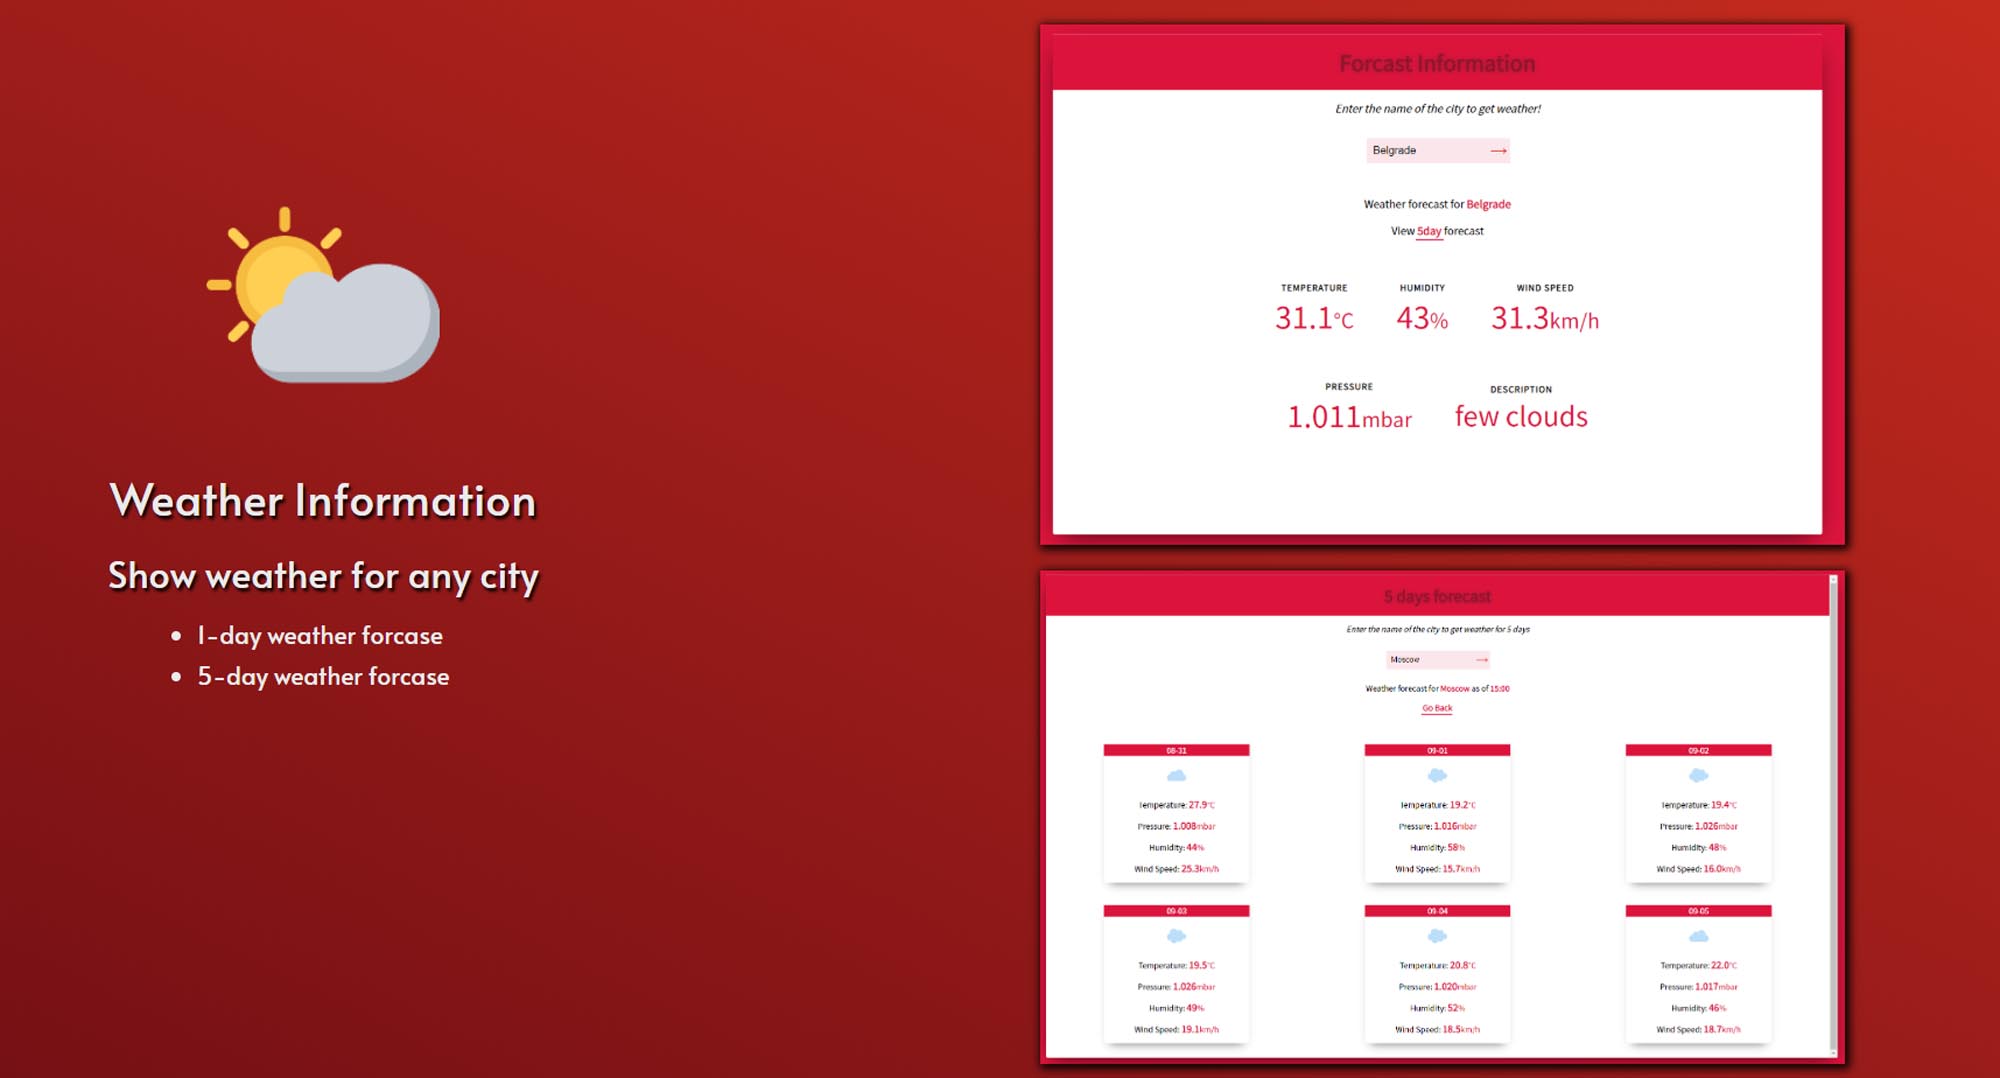 Weather Information
Show weather for any city
• 1-day weather forcase
• 5-day weather forcase
Forcast Information
Enter the name of the city to get weather!
Belgrade →
Weather forecast for Belgrade
View 5day forecast
TEMPERATURE HUMIDITY WIND SPEED
31.1°C 43% 31.3km/h
PRESSURE DESCRIPTION
1.011mbar few clouds
5 days forecast
Enter the name of the city to get weather for 5 days
Moscow →
Weather forecast for Moscow as of 15:00
Go Back
08-31 09-01 09-02
Temperature: 27.9°C Temperature: 19.2°C Temperature: 19.4°C
Pressure: 1.008mbar Pressure: 1.016mbar Pressure: 1.026mbar
Humidity: 44% Humidity: 58% Humidity: 48%
Wind Speed: 25.3km/h Wind Speed: 15.7km/h Wind Speed: 16.0km/h
09-03 09-04 09-05
Temperature: 19.5°C Temperature: 20.8°C Temperature: 22.0°C
Pressure: 1.026mbar Pressure: 1.020mbar Pressure: 1.017mbar
Humidity: 49% Humidity: 52% Humidity: 46%
Wind Speed: 19.1km/h Wind Speed: 18.5km/h Wind Speed: 18.7km/h